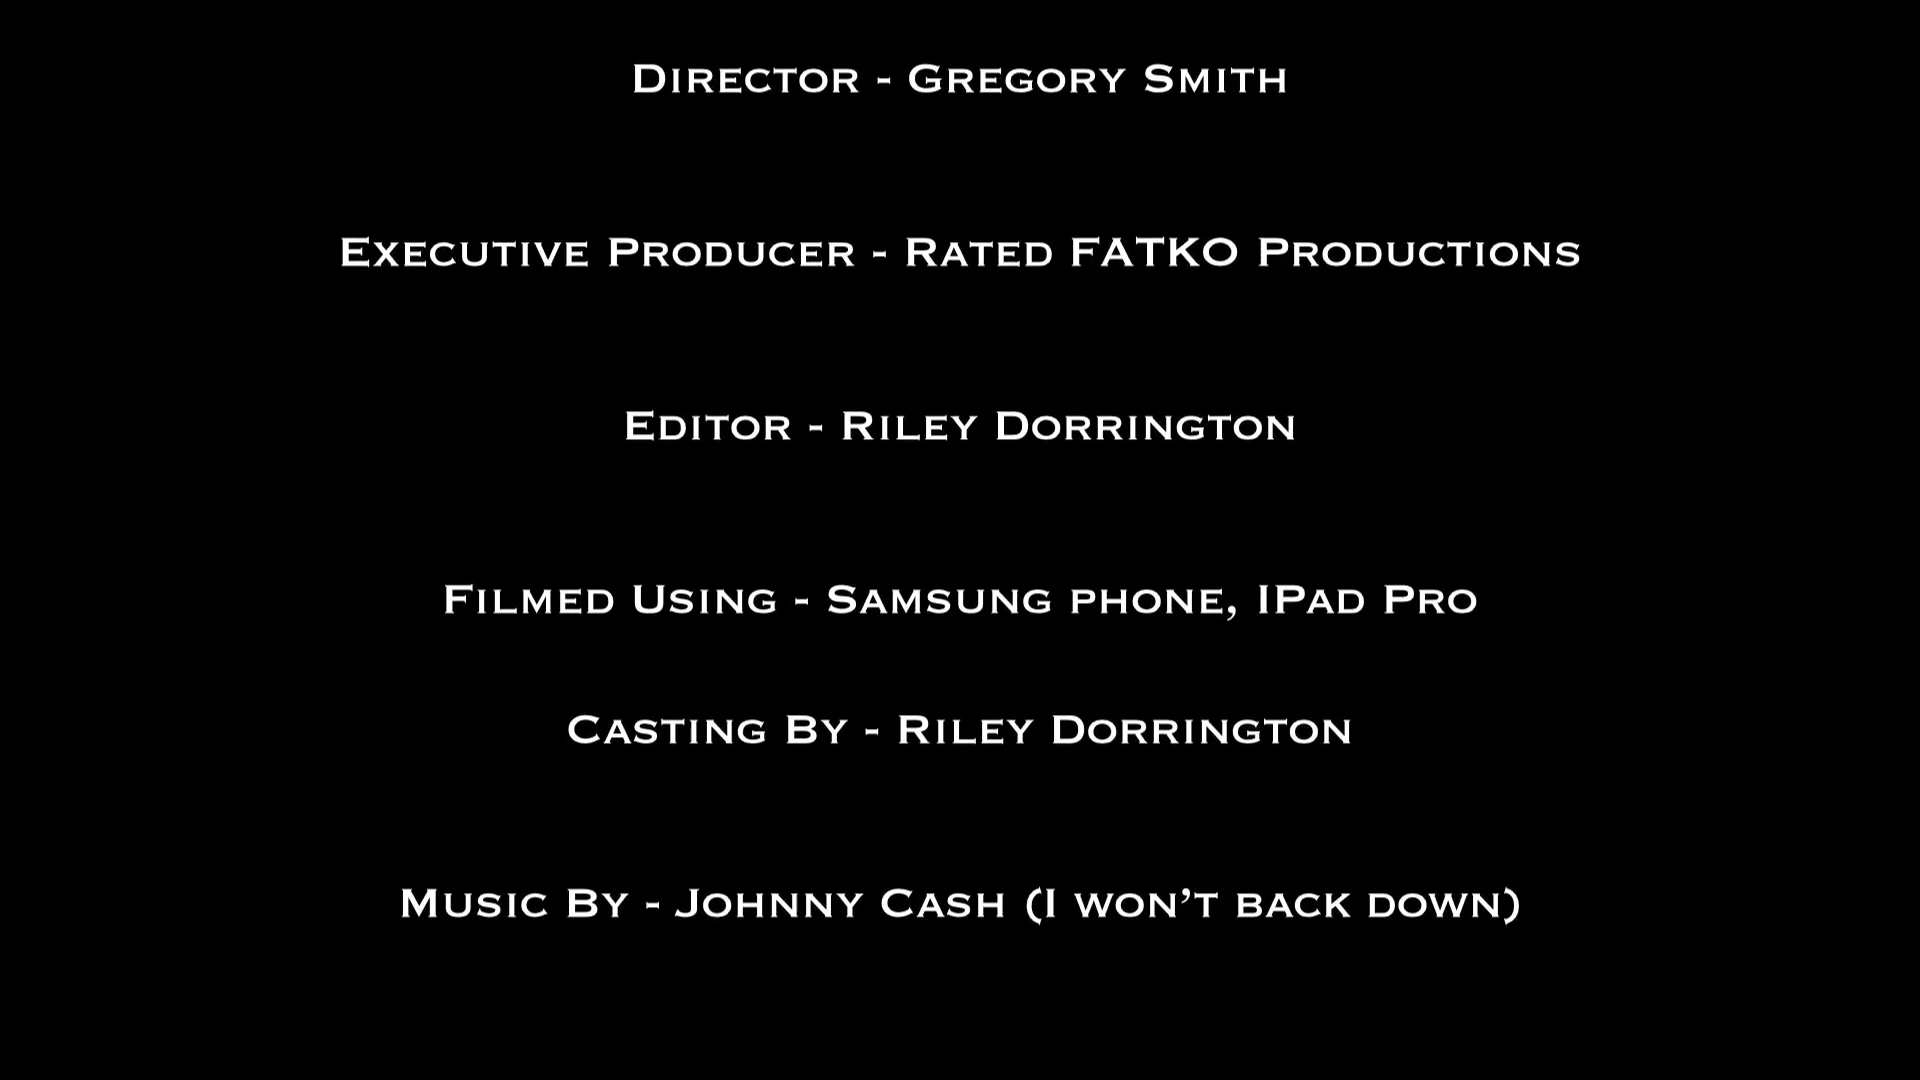 Director - Gregory Smith
Executive Producer - Rated FATKO Productions
Editor - Riley Dorrington
Filmed Using - Samsung phone, IPad Pro
Casting By - Riley Dorrington
Music By - Johnny Cash (I won’t back down)